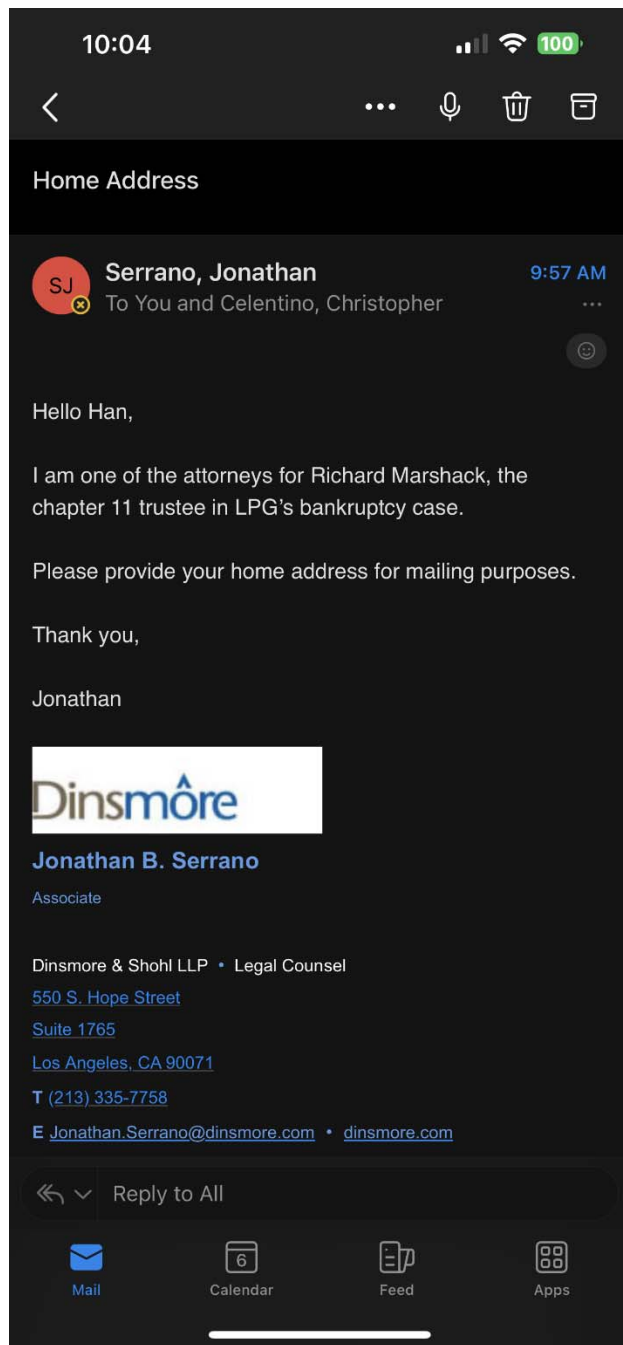 10:04
100
Home Address
SJ
Serrano, Jonathan
9:57 AM
To You and Celentino, Christopher
Hello Han,
I am one of the attorneys for Richard Marshack, the
chapter 11 trustee in LPG's bankruptcy case.
Please provide your home address for mailing purposes.
Thank you,
Jonathan
Dinsmôre
Jonathan B. Serrano
Associate
Dinsmore & Shohl LLP • Legal Counsel
550 S. Hope Street
Suite 1765
Los Angeles, CA 90071
T (213) 335-7758
E Jonathan.Serrano@dinsmore.com • dinsmore.com
Reply to All
6
Mail
Calendar
Feed
Apps